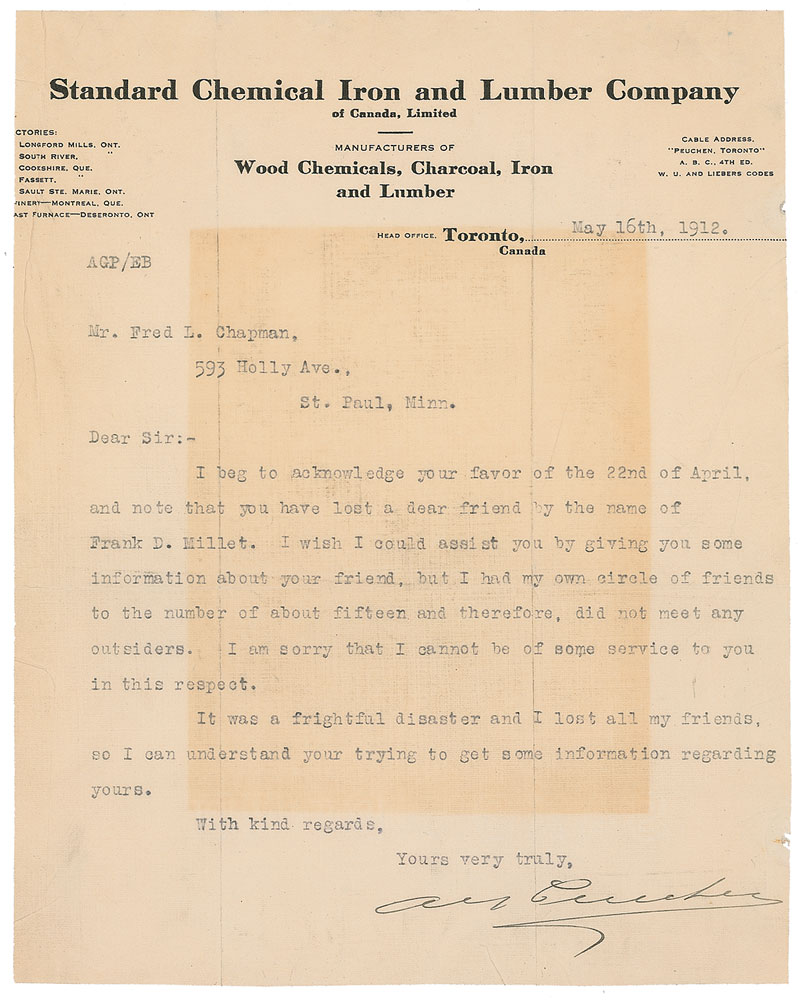 Standard Chemical Iron and Lumber Company
of Canada, Limited
CTORIES:
LONGFORD MILLS, ONT.
SOUTH RIVER, "
COOKSHIRE, QUE.
FASSETT, "
SAULT STE. MARIE, ONT.
INERY—MONTREAL, QUE.
AST FURNACE—DESERONTO, ONT
MANUFACTURERS OF
Wood Chemicals, Charcoal, Iron
and Lumber
CABLE ADDRESS,
"PEUCHEN, TORONTO"
A. B. C., 4TH ED.
W. U. AND LIEBERS CODES
HEAD OFFICE, Toronto, May 16th, 1912.
Canada
AGP/EB
Mr. Fred L. Chapman,
593 Holly Ave.,
St. Paul, Minn.
Dear Sir:-
I beg to acknowledge your favor of the 22nd of April,
and note that you have lost a dear friend by the name of
Frank D. Millet. I wish I could assist you by giving you some
information about your friend, but I had my own circle of friends
to the number of about fifteen and therefore, did not meet any
outsiders. I am sorry that I cannot be of some service to you
in this respect.
It was a frightful disaster and I lost all my friends,
so I can understand your trying to get some information regarding
yours.
With kind regards,
Yours very truly,
Peuchen